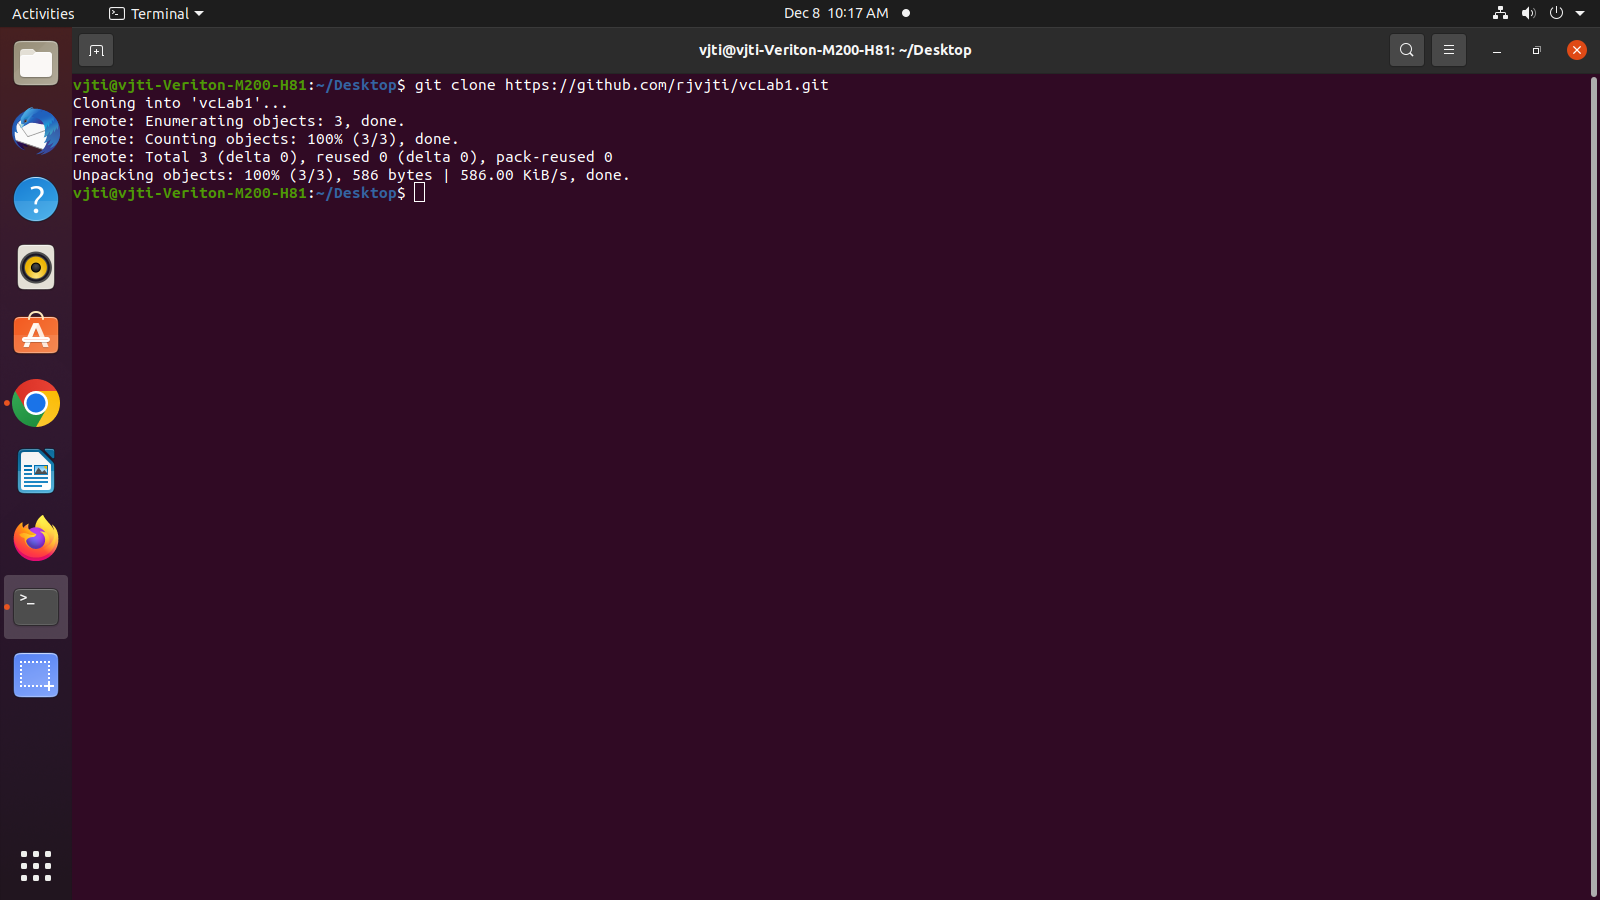 Activities
Terminal
Dec 8 10:17 AM
vjti@vjti-Veriton-M200-H81: ~/Desktop
vjti@vjti-Veriton-M200-H81:~/Desktop$ git clone https://github.com/rjvjti/vcLab1.git
Cloning into 'vcLab1'...
remote: Enumerating objects: 3, done.
remote: Counting objects: 100% (3/3), done.
remote: Total 3 (delta 0), reused 0 (delta 0), pack-reused 0
Unpacking objects: 100% (3/3), 586 bytes | 586.00 KiB/s, done.
vjti@vjti-Veriton-M200-H81:~/Desktop$